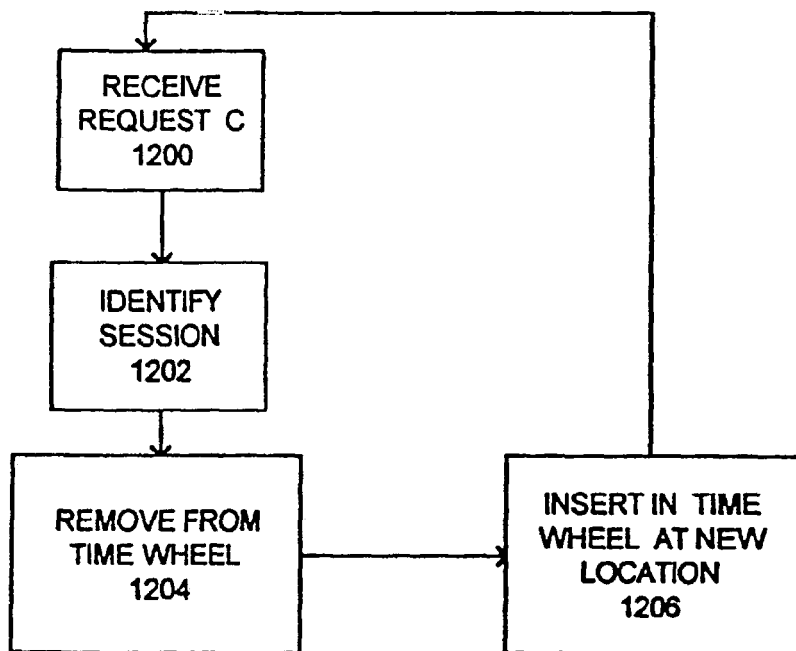 RECEIVE
REQUEST C
1200
IDENTIFY
SESSION
1202
REMOVE FROM
TIME WHEEL
1204
INSERT IN TIME
WHEEL AT NEW
LOCATION
1206